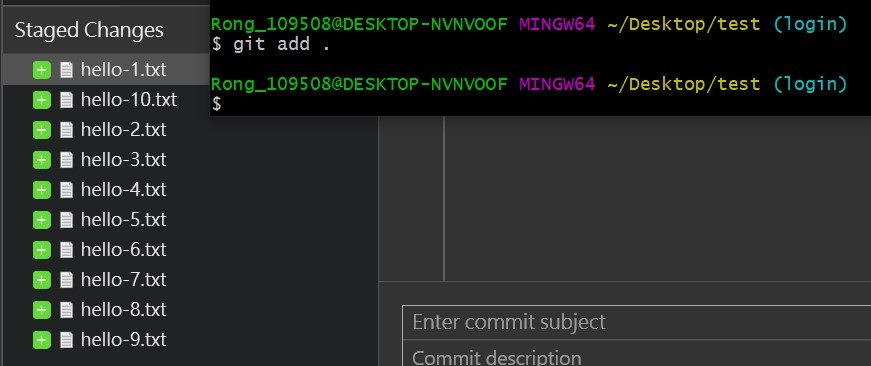 Staged Changes
hello-1.txt
hello-10.txt
hello-2.txt
hello-3.txt
hello-4.txt
hello-5.txt
hello-6.txt
hello-7.txt
hello-8.txt
hello-9.txt
Rong_109508@DESKTOP-NVNVOOF MINGW64 ~/Desktop/test (login)
$ git add .
Rong_109508@DESKTOP-NVNVOOF MINGW64 ~/Desktop/test (login)
$
Enter commit subject
Commit description